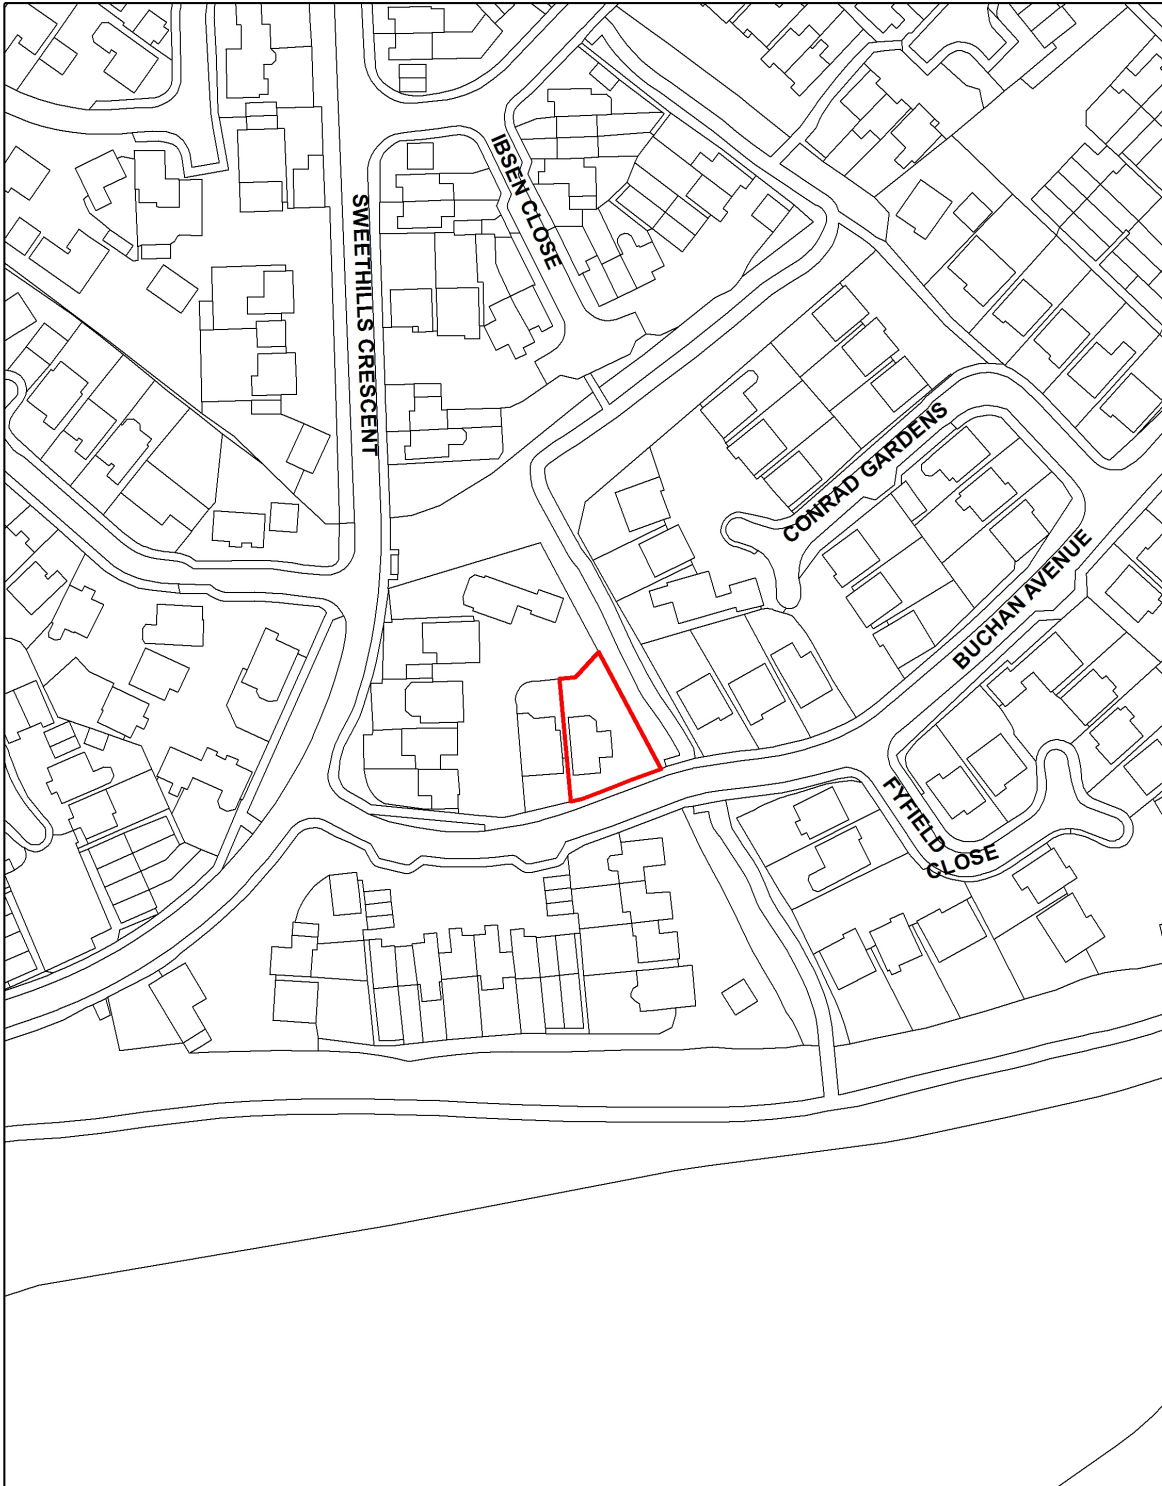 IBSEN CLOSE
SWEETHILLS CRESCENT
CONRAD GARDENS
BUCHAN AVENUE
FYFIELD
CLOSE